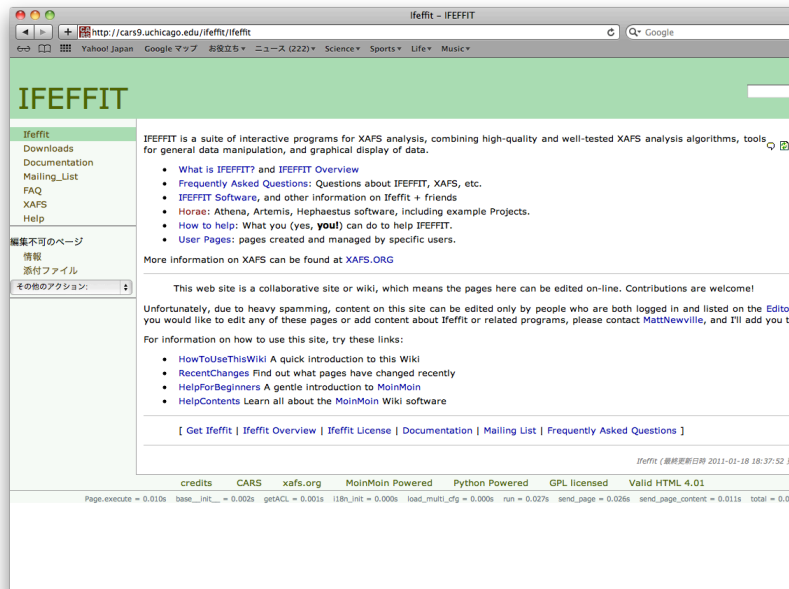 Ifeffit – IFEFFIT
http://cars9.uchicago.edu/ifeffit/Ifeffit
Google
Yahoo! Japan Google マップ お役立ち ニュース (222) Science Sports Life Music
IFEFFIT
Ifeffit
Downloads
Documentation
Mailing_List
FAQ
XAFS
Help
編集不可のページ
情報
添付ファイル
その他のアクション:
IFEFFIT is a suite of interactive programs for XAFS analysis, combining high-quality and well-tested XAFS analysis algorithms, tools
for general data manipulation, and graphical display of data.
What is IFEFFIT? and IFEFFIT Overview
Frequently Asked Questions: Questions about IFEFFIT, XAFS, etc.
IFEFFIT Software, and other information on Ifeffit + friends
Horae: Athena, Artemis, Hephaestus software, including example Projects.
How to help: What you (yes, you!) can do to help IFEFFIT.
User Pages: pages created and managed by specific users.
More information on XAFS can be found at XAFS.ORG
This web site is a collaborative site or wiki, which means the pages here can be edited on-line. Contributions are welcome!
Unfortunately, due to heavy spamming, content on this site can be edited only by people who are both logged in and listed on the Edito
you would like to edit any of these pages or add content about Ifeffit or related programs, please contact MattNewville, and I'll add you t
For information on how to use this site, try these links:
HowToUseThisWiki A quick introduction to this Wiki
RecentChanges Find out what pages have changed recently
HelpForBeginners A gentle introduction to MoinMoin
HelpContents Learn all about the MoinMoin Wiki software
[ Get Ifeffit | Ifeffit Overview | Ifeffit License | Documentation | Mailing List | Frequently Asked Questions ]
Ifeffit (最終更新日時 2011-01-18 18:37:52
credits CARS xafs.org MoinMoin Powered Python Powered GPL licensed Valid HTML 4.01
Page.execute = 0.010s base__init__ = 0.002s getACL = 0.001s i18n_init = 0.000s load_multi_cfg = 0.000s run = 0.027s send_page = 0.026s send_page_content = 0.011s total = 0.0